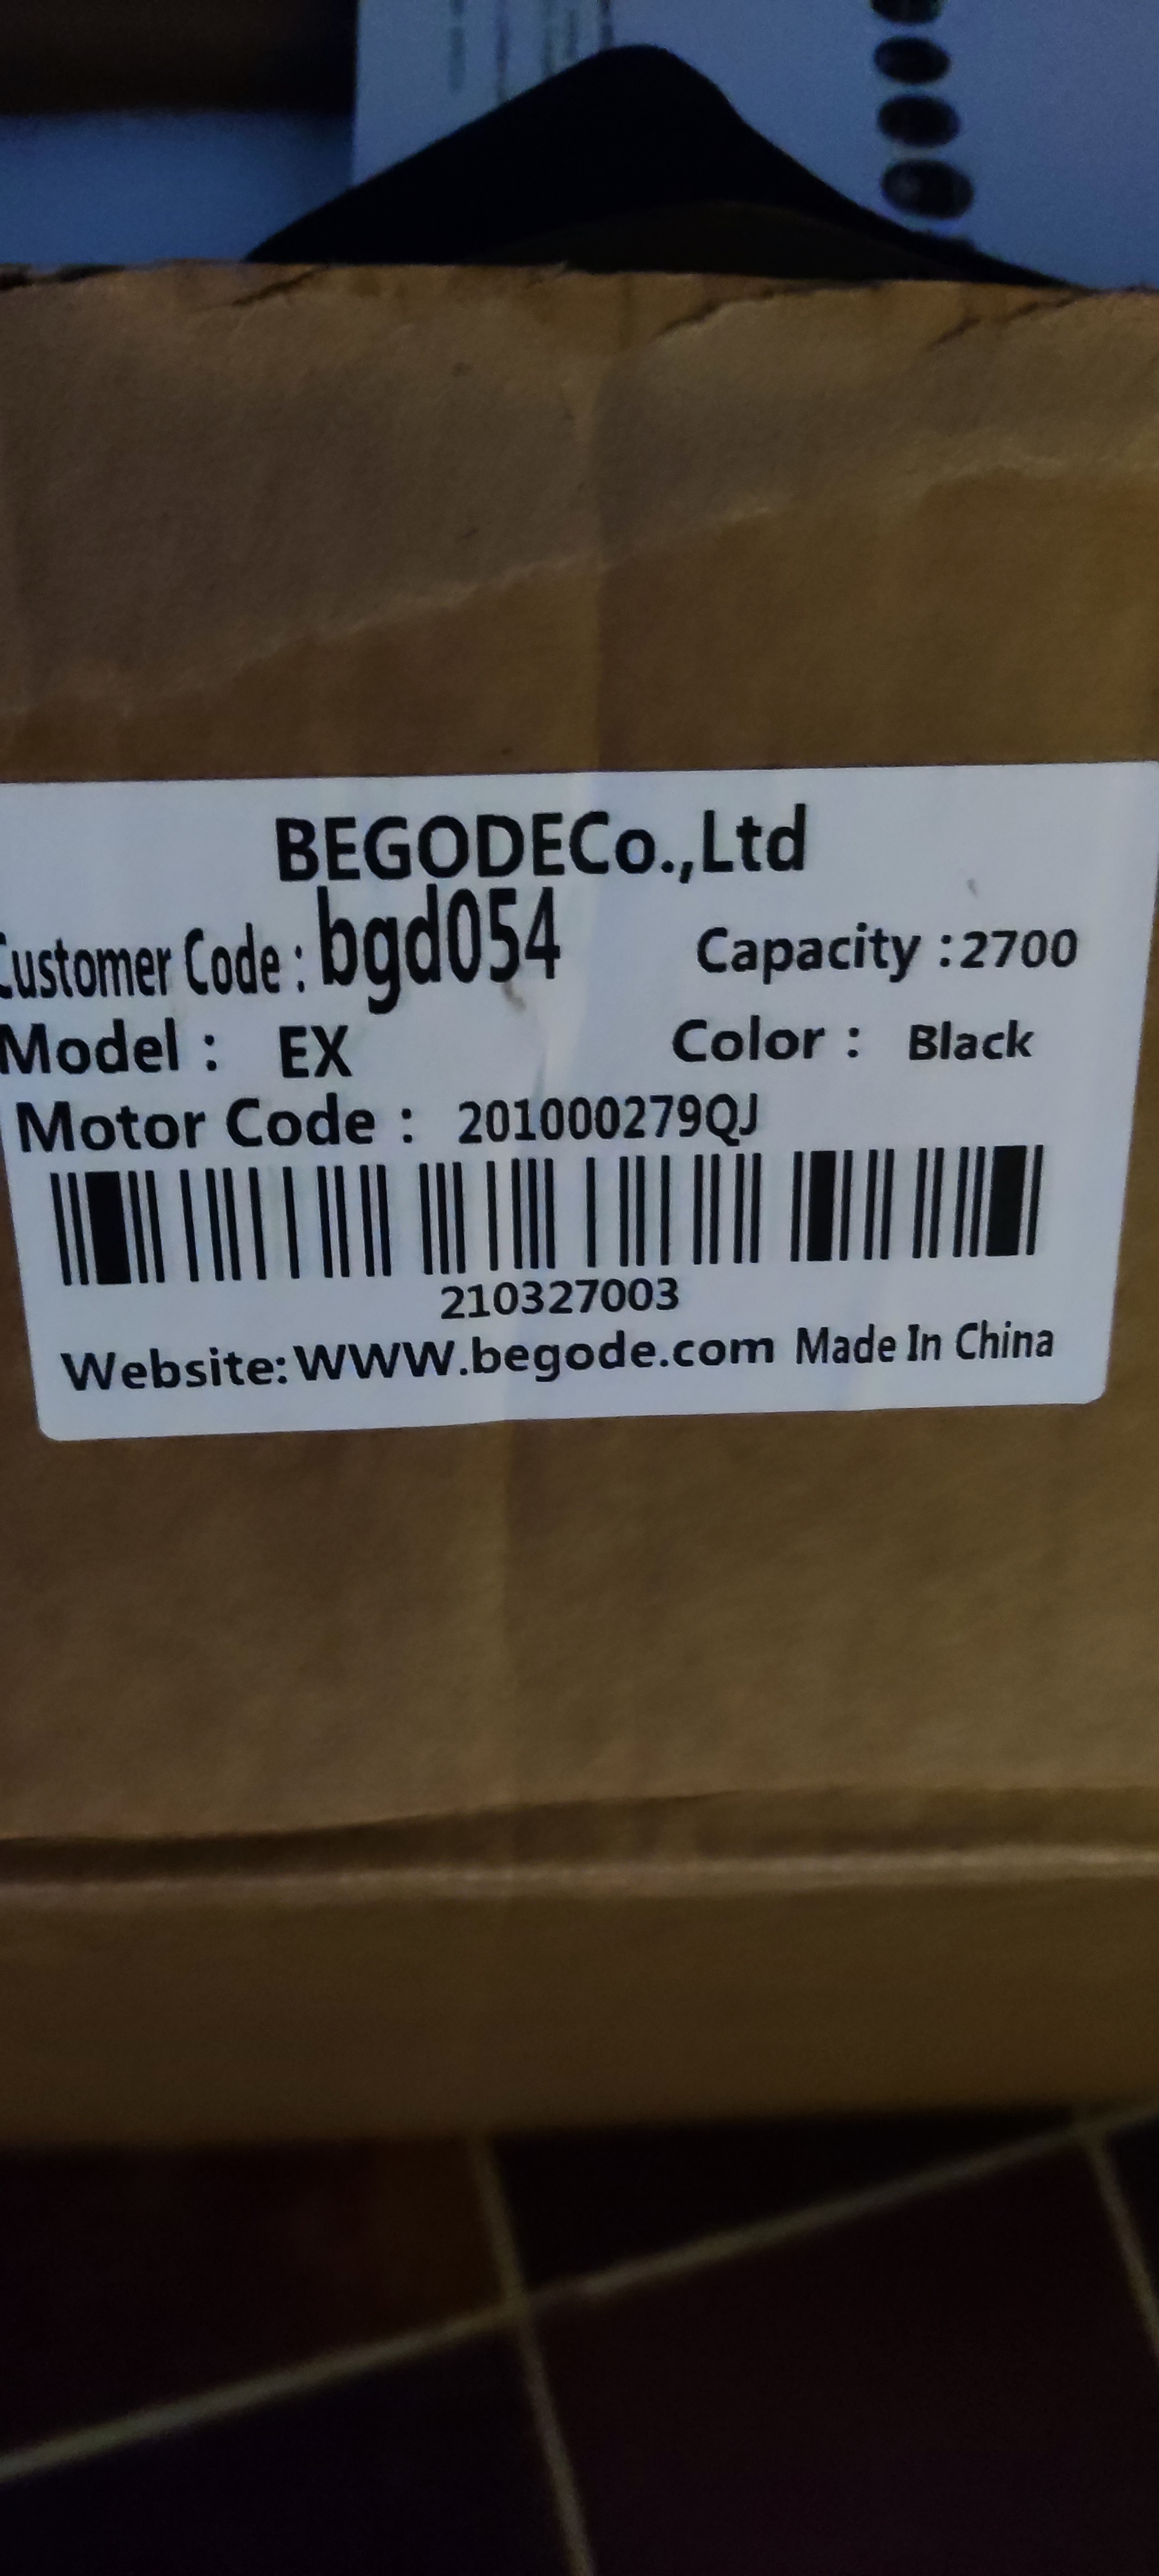 BEGODECo.,Ltd
Customer Code : bgd054 Capacity :2700
Model : EX Color : Black
Motor Code : 201000279QJ
210327003
Website:WWW.begode.com Made In China